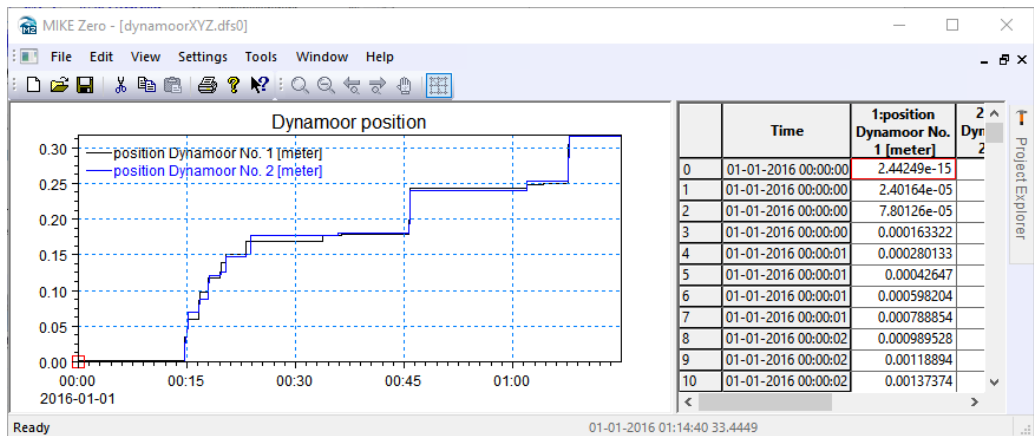 MIKE Zero - [dynamoorXYZ.dfs0]
File Edit View Settings Tools Window Help
Dynamoor position
position Dynamoor No. 1 [meter]
position Dynamoor No. 2 [meter]
0.30
0.25
0.20
0.15
0.10
0.05
0.00
00:00 00:15 00:30 00:45 01:00
2016-01-01
Time 1:position Dynamoor No. 1 [meter]
0 01-01-2016 00:00:00 2.44249e-15
1 01-01-2016 00:00:00 2.40164e-05
2 01-01-2016 00:00:00 7.80126e-05
3 01-01-2016 00:00:00 0.000163322
4 01-01-2016 00:00:01 0.000280133
5 01-01-2016 00:00:01 0.00042647
6 01-01-2016 00:00:01 0.000598204
7 01-01-2016 00:00:01 0.000788854
8 01-01-2016 00:00:02 0.000989528
9 01-01-2016 00:00:02 0.00118894
10 01-01-2016 00:00:02 0.00137374
Project Explorer
Ready 01-01-2016 01:14:40 33.4449